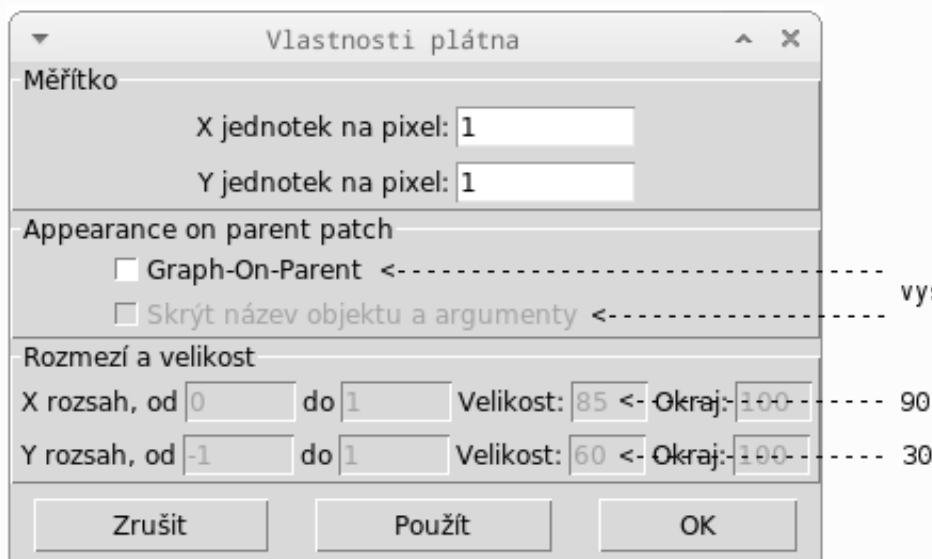 Vlastnosti plátna
Měřítko
X jednotek na pixel: 1
Y jednotek na pixel: 1
Appearance on parent patch
Graph-On-Parent <- - - - - - - - - - - - - - - - - - - - - -
Skrýt název objektu a argumenty <- - - - - - - - - - - - -
Rozmezí a velikost
X rozsah, od 0 do 1 Velikost: 85 <- Okraj: 100 - - - - 90
Y rozsah, od -1 do 1 Velikost: 60 <- Okraj: 100 - - - - 30
Zrušit Použít OK